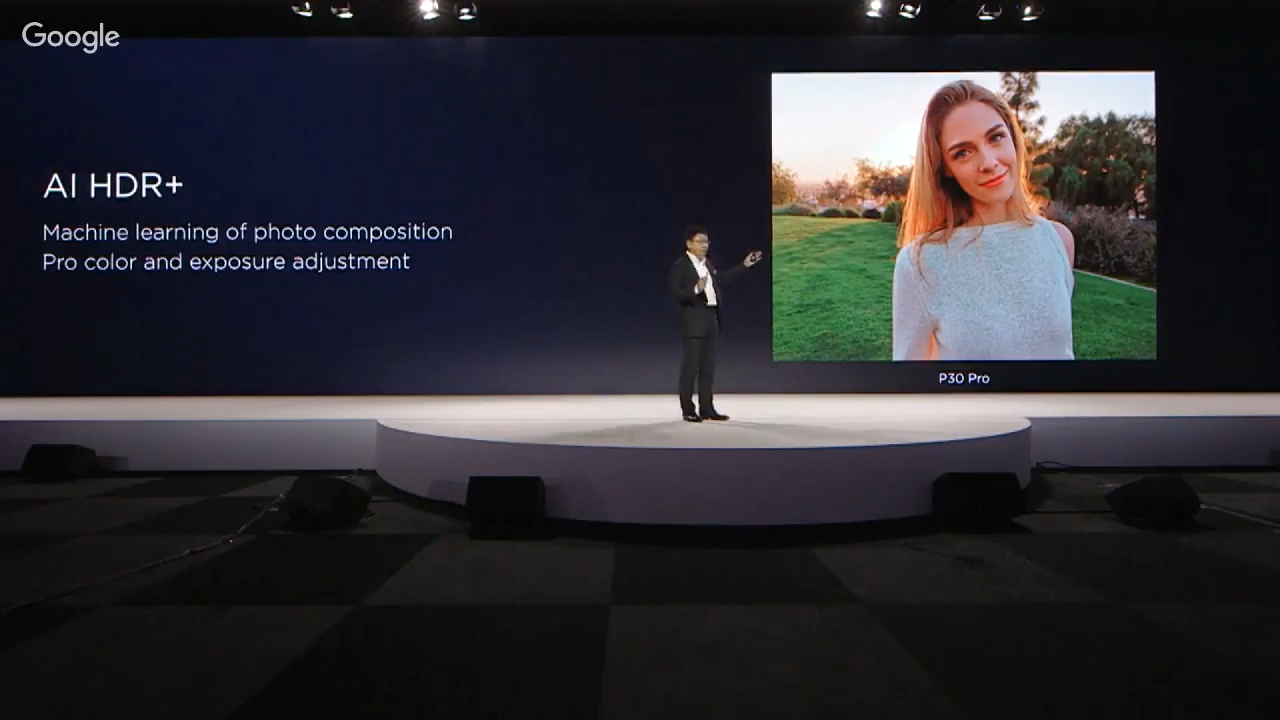 Google
AI HDR+
Machine learning of photo composition
Pro color and exposure adjustment
P30 Pro